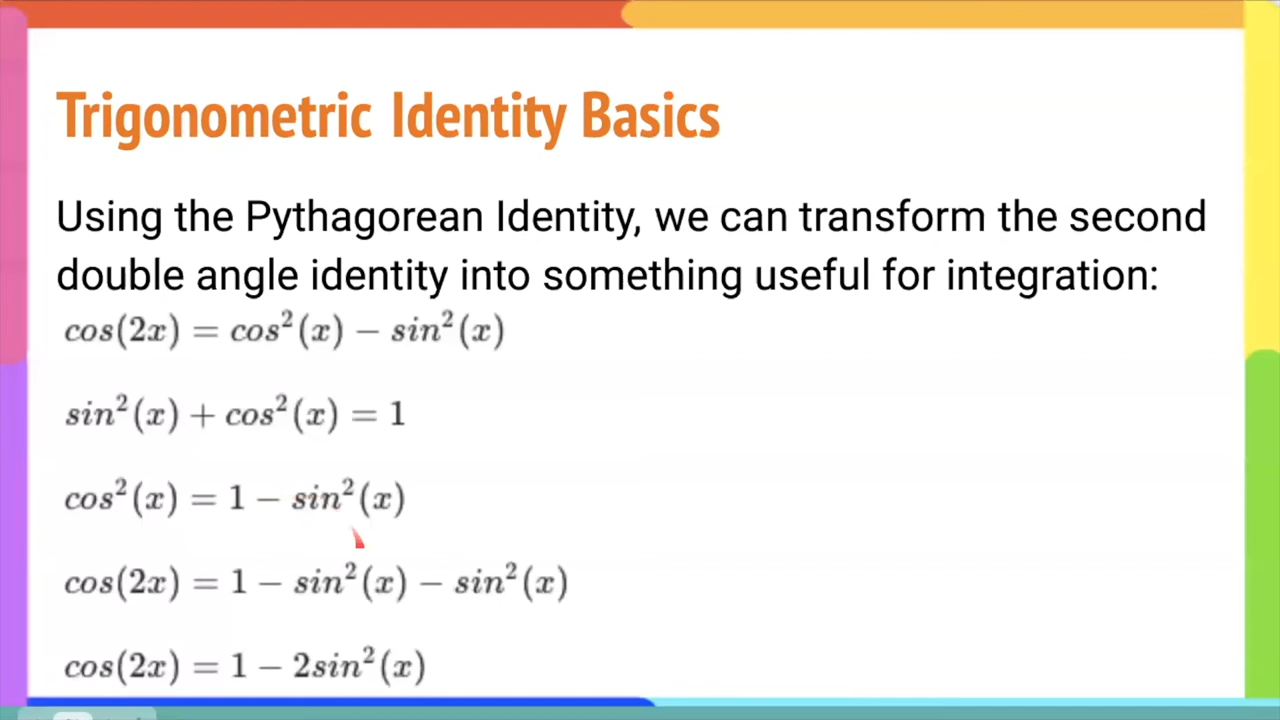 Trigonometric Identity Basics
Using the Pythagorean Identity, we can transform the second
double angle identity into something useful for integration:
cos(2x) = cos²(x) − sin²(x)
sin²(x) + cos²(x) = 1
cos²(x) = 1 − sin²(x)
cos(2x) = 1 − sin²(x) − sin²(x)
cos(2x) = 1 − 2sin²(x)